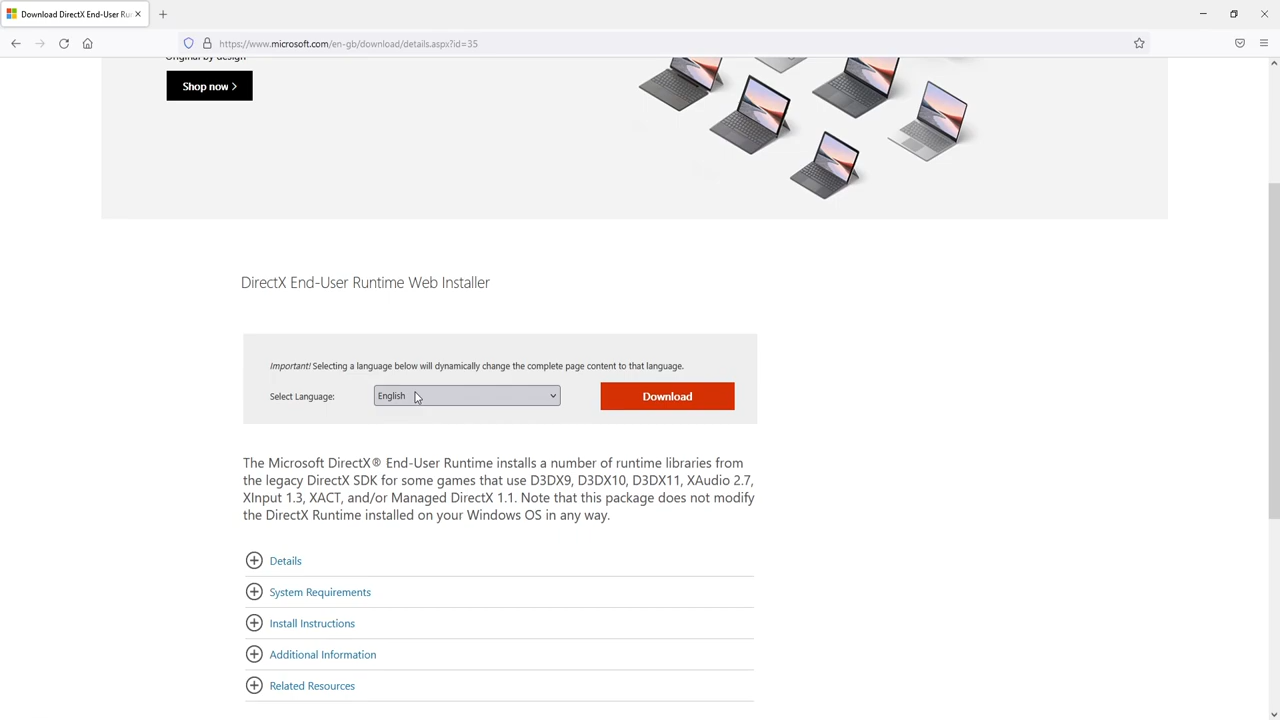 Download DirectX End-User Ru
https://www.microsoft.com/en-gb/download/details.aspx?id=35
Original by design
Shop now >
DirectX End-User Runtime Web Installer
Important! Selecting a language below will dynamically change the complete page content to that language.
Select Language:
English
Download
The Microsoft DirectX® End-User Runtime installs a number of runtime libraries from
the legacy DirectX SDK for some games that use D3DX9, D3DX10, D3DX11, XAudio 2.7,
XInput 1.3, XACT, and/or Managed DirectX 1.1. Note that this package does not modify
the DirectX Runtime installed on your Windows OS in any way.
Details
System Requirements
Install Instructions
Additional Information
Related Resources